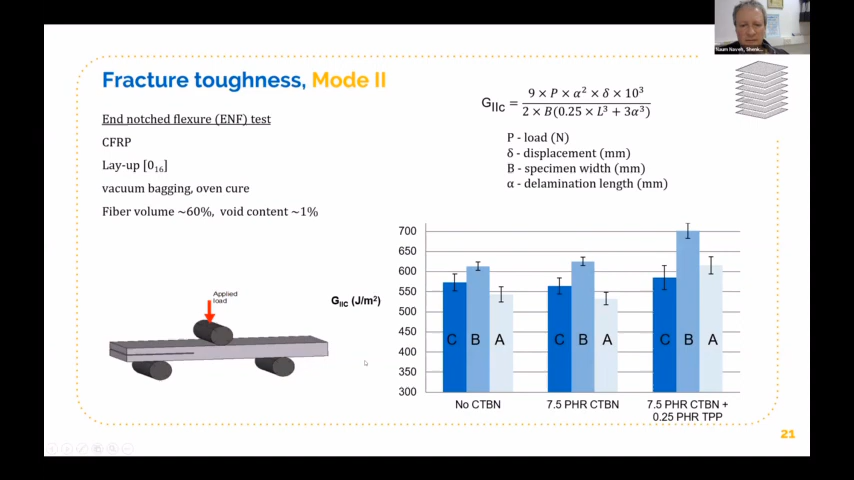 Naum Naveh, Shenk...
Fracture toughness, Mode II
End notched flexure (ENF) test
CFRP
Lay-up [0₁₆]
vacuum bagging, oven cure
Fiber volume ~60%, void content ~1%
G_IIc = (9 × P × α² × δ × 10³) / (2 × B(0.25 × L³ + 3α³))
P - load (N)
δ - displacement (mm)
B - specimen width (mm)
α - delamination length (mm)
Applied
load
G_IIC (J/m²)
700
650
600
550
500
450
400
350
300
C B A
C B A
C B A
No CTBN
7.5 PHR CTBN
7.5 PHR CTBN +
0.25 PHR TPP
21